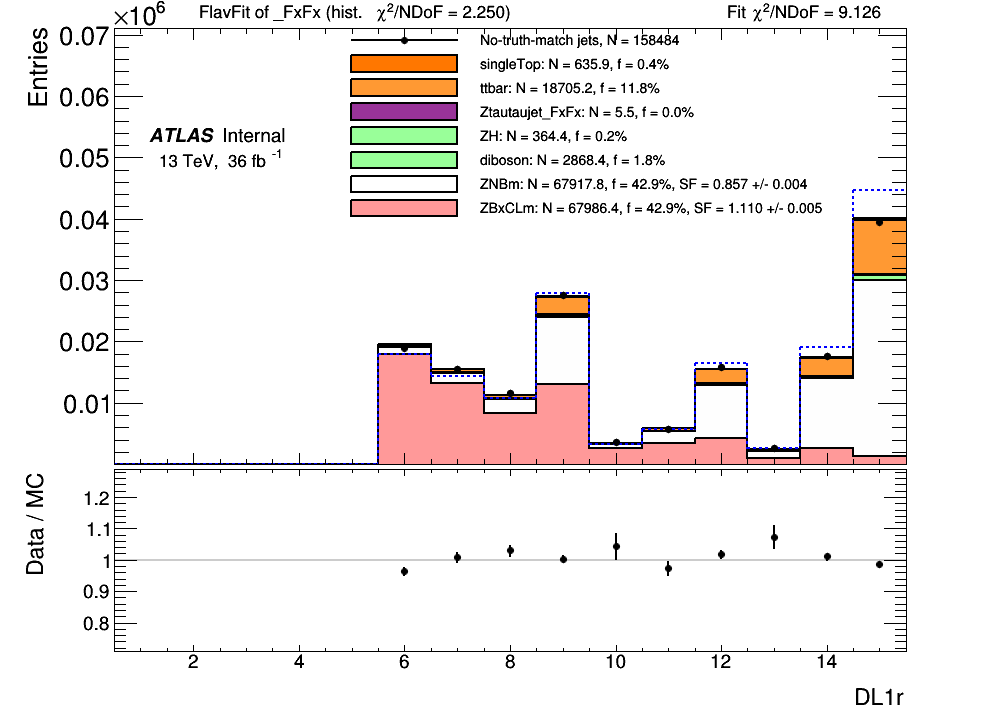 ×10⁶ FlavFit of _FxFx (hist. χ²/NDoF = 2.250) Fit χ²/NDoF = 9.126
Entries
0.07
0.06
0.05
0.04
0.03
0.02
0.01
No-truth-match jets, N = 158484
singleTop: N = 635.9, f = 0.4%
ttbar: N = 18705.2, f = 11.8%
Ztautaujet_FxFx: N = 5.5, f = 0.0%
ZH: N = 364.4, f = 0.2%
diboson: N = 2868.4, f = 1.8%
ZNBm: N = 67917.8, f = 42.9%, SF = 0.857 +/- 0.004
ZBxCLm: N = 67986.4, f = 42.9%, SF = 1.110 +/- 0.005
ATLAS Internal
13 TeV, 36 fb⁻¹
Data / MC
1.2
1.1
1
0.9
0.8
2 4 6 8 10 12 14
DL1r